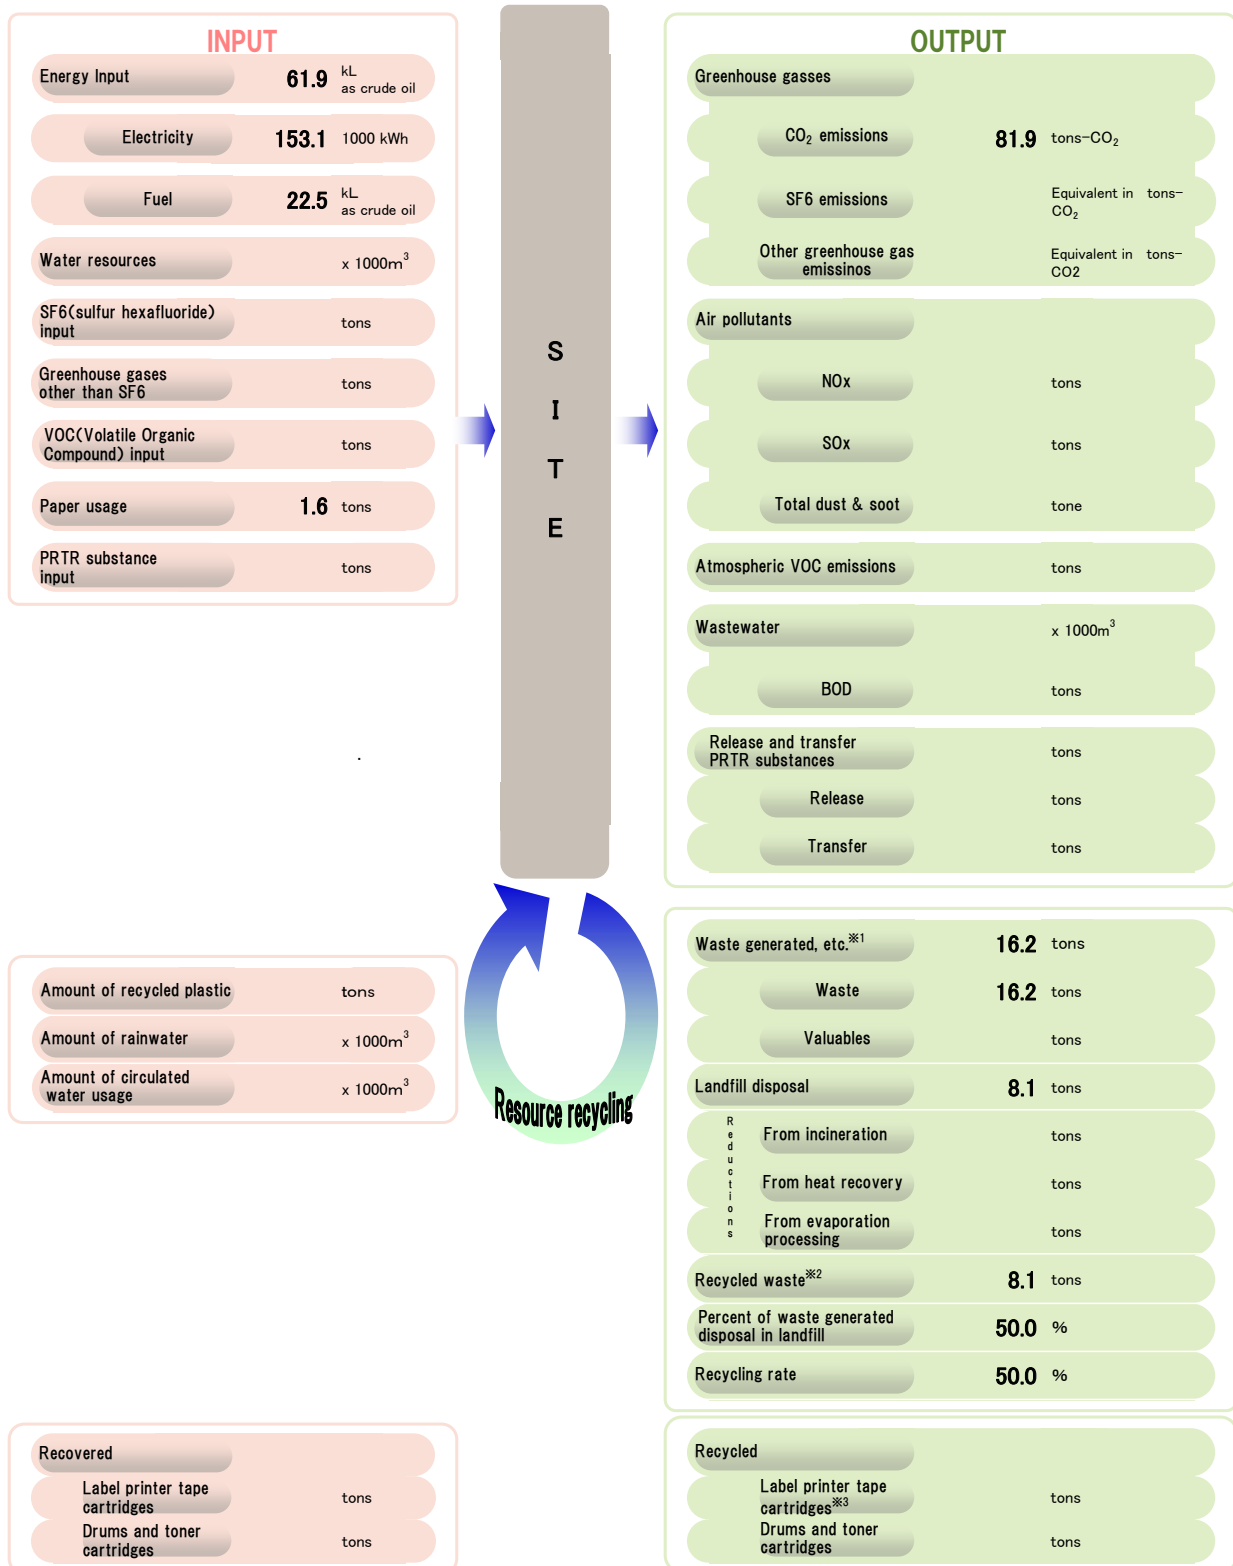 INPUT
Energy Input 61.9 kL
as crude oil
Electricity 153.1 1000 kWh
Fuel 22.5 kL
as crude oil
Water resources x 1000m³
SF6(sulfur hexafluoride)
input tons
Greenhouse gases
other than SF6 tons
VOC(Volatile Organic
Compound) input tons
Paper usage 1.6 tons
PRTR substance
input tons
S
I
T
E
OUTPUT
Greenhouse gasses
CO₂ emissions 81.9 tons-CO₂
SF6 emissions Equivalent in tons-
CO₂
Other greenhouse gas
emissinos Equivalent in tons-
CO2
Air pollutants
NOx tons
SOx tons
Total dust & soot tone
Atmospheric VOC emissions tons
Wastewater x 1000m³
BOD tons
Release and transfer
PRTR substances tons
Release tons
Transfer tons
Amount of recycled plastic tons
Amount of rainwater x 1000m³
Amount of circulated
water usage x 1000m³
Resource recycling
Waste generated, etc.※1 16.2 tons
Waste 16.2 tons
Valuables tons
Landfill disposal 8.1 tons
Reductions
From incineration tons
From heat recovery tons
From evaporation
processing tons
Recycled waste※2 8.1 tons
Percent of waste generated
disposal in landfill 50.0 %
Recycling rate 50.0 %
Recovered
Label printer tape
cartridges tons
Drums and toner
cartridges tons
Recycled
Label printer tape
cartridges※3 tons
Drums and toner
cartridges tons